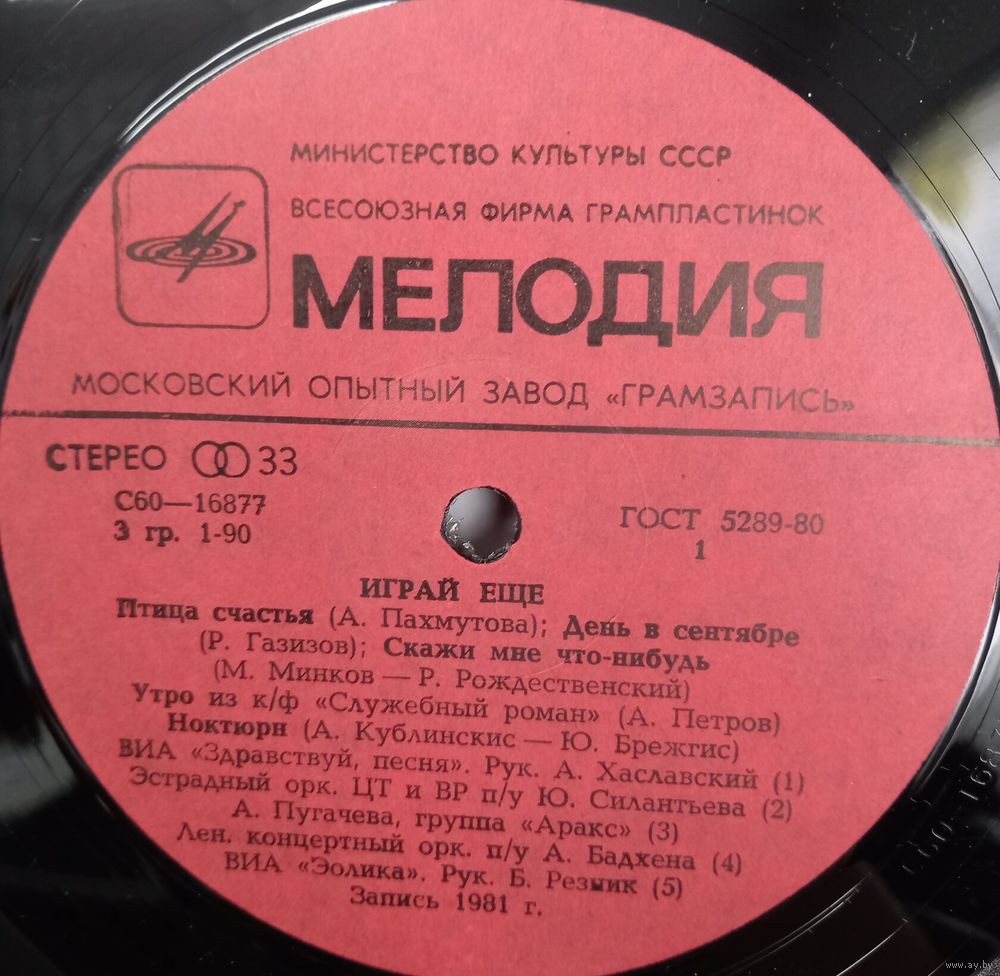 МИНИСТЕРСТВО КУЛЬТУРЫ СССР
ВСЕСОЮЗНАЯ ФИРМА ГРАМПЛАСТИНОК
МЕЛОДИЯ
МОСКОВСКИЙ ОПЫТНЫЙ ЗАВОД «ГРАМЗАПИСЬ»
СТЕРЕО 33
С60—16877
3 гр. 1-90
ГОСТ 5289-80
1
ИГРАЙ ЕЩЕ
Птица счастья (А. Пахмутова); День в сентябре
(Р. Газизов); Скажи мне что-нибудь
(М. Минков — Р. Рождественский)
Утро из к/ф «Служебный роман» (А. Петров)
Ноктюрн (А. Кублинскис — Ю. Брежгис)
ВИА «Здравствуй, песня». Рук. А. Хаславский (1)
Эстрадный орк. ЦТ и ВР п/у Ю. Силантьева (2)
А. Пугачева, группа «Аракс» (3)
Лен. концертный орк. п/у А. Бадхена (4)
ВИА «Эолика». Рук. Б. Резник (5)
Запись 1981 г.
www.ay.by